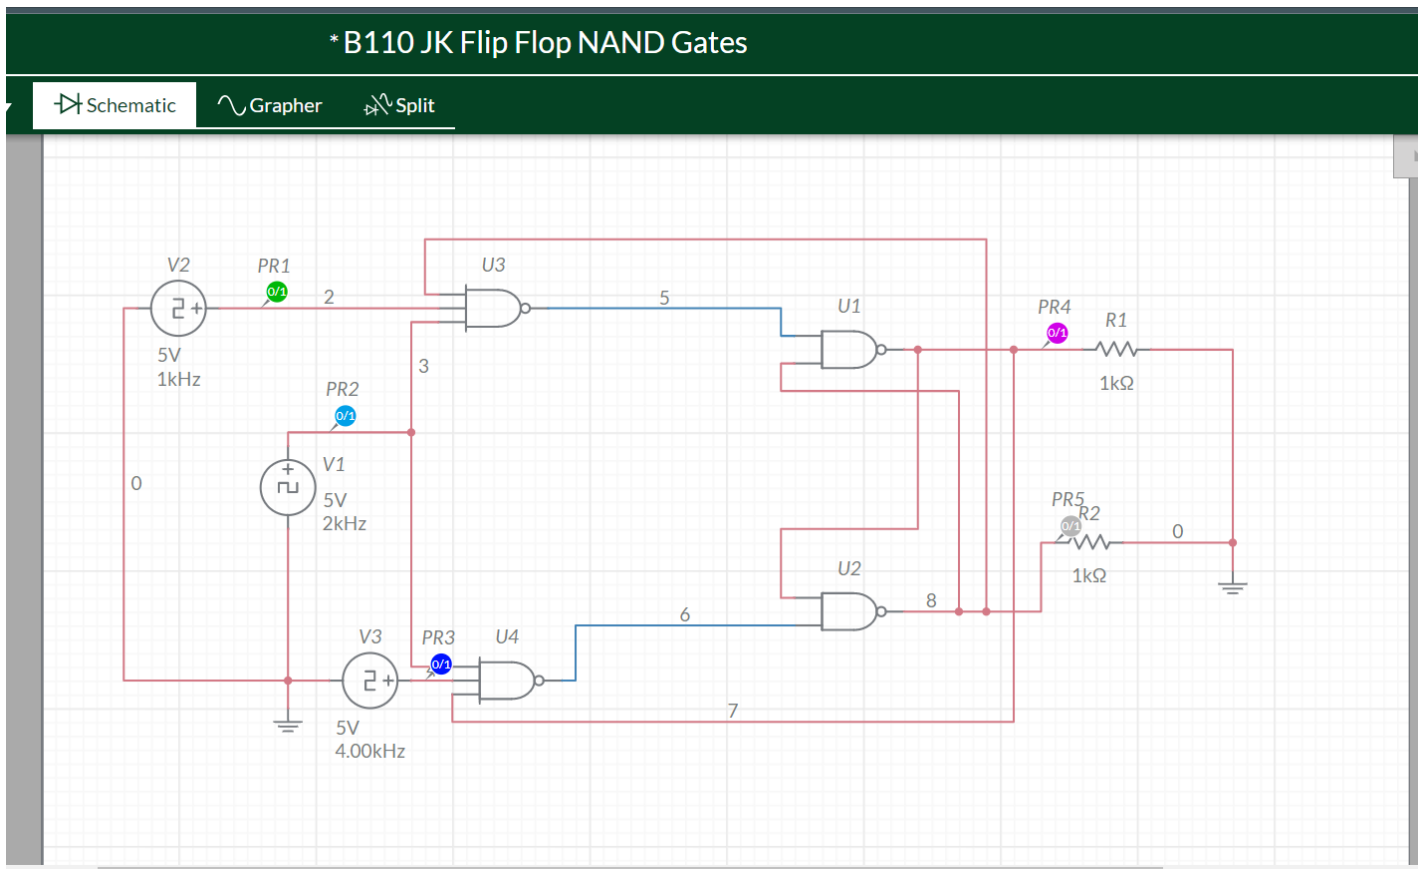 *B110 JK Flip Flop NAND Gates
Schematic
Grapher
Split
V2
PR1
0/1
2
5V
1kHz
U3
5
U1
PR4
0/1
R1
1kΩ
3
PR2
0/1
0
V1
5V
2kHz
PR5
0/1
R2
0
1kΩ
U2
8
6
V3
PR3
0/1
U4
7
5V
4.00kHz